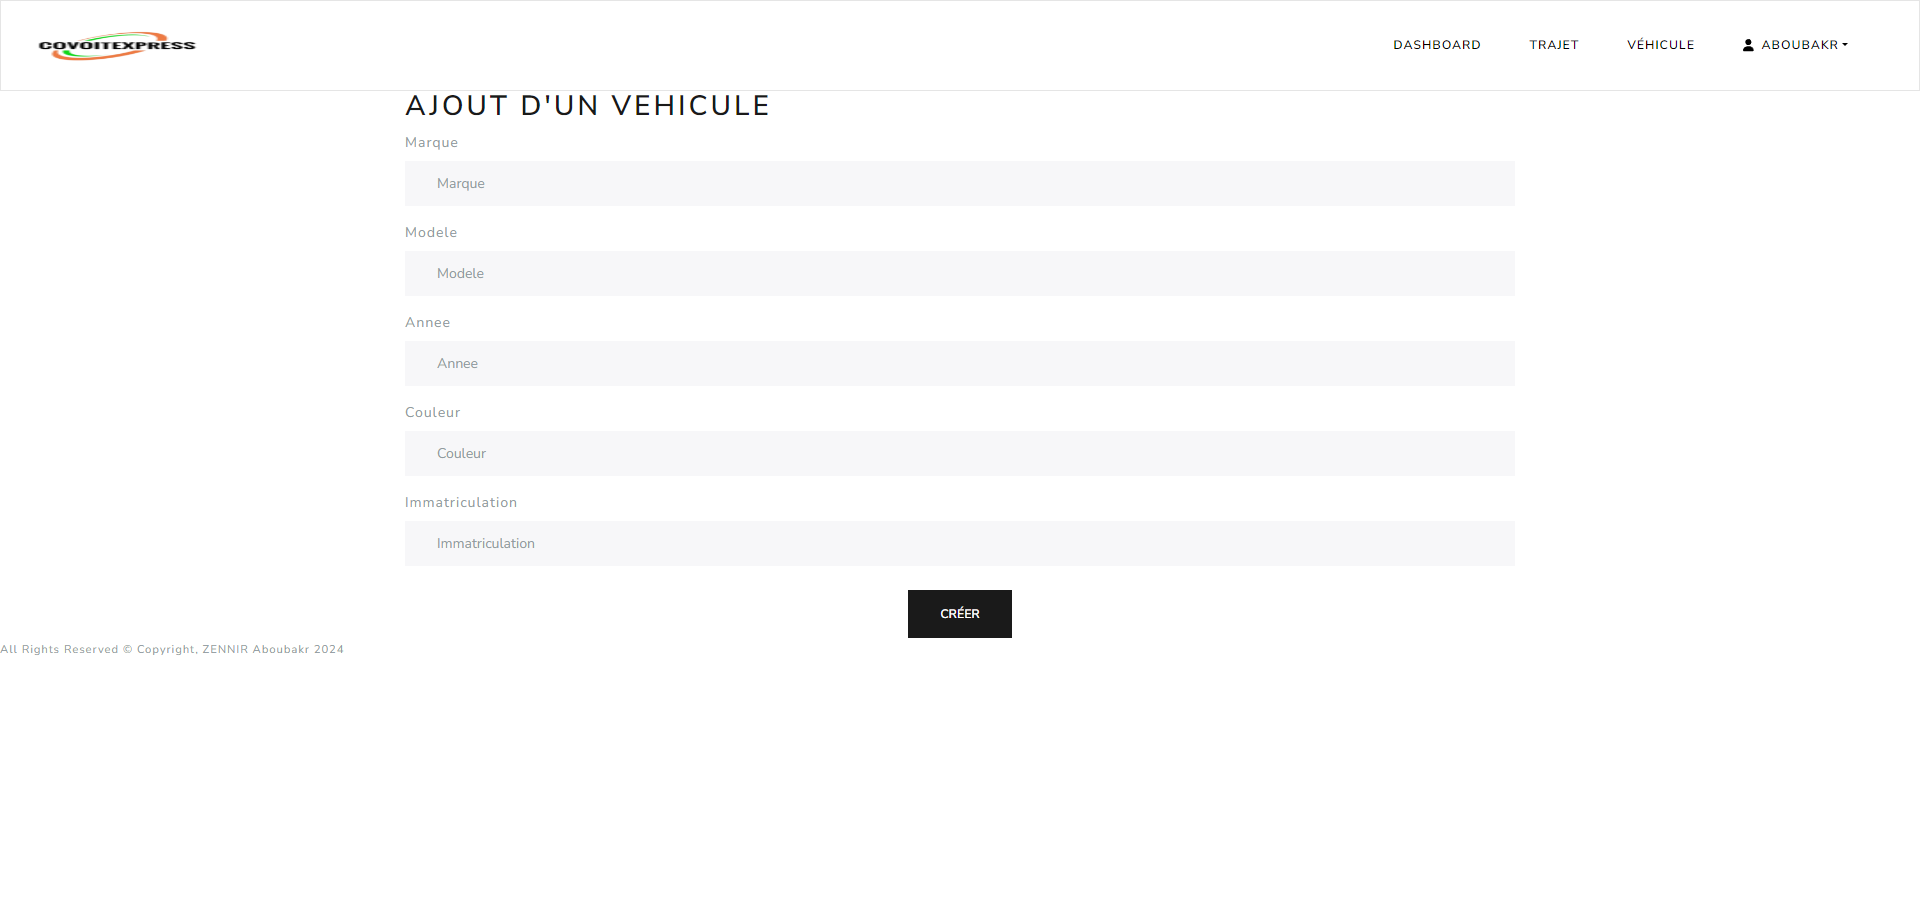 COVOITEXPRESS
DASHBOARD TRAJET VÉHICULE ABOUBAKR
AJOUT D'UN VEHICULE
Marque
Marque
Modele
Modele
Annee
Annee
Couleur
Couleur
Immatriculation
Immatriculation
CRÉER
All Rights Reserved © Copyright, ZENNIR Aboubakr 2024